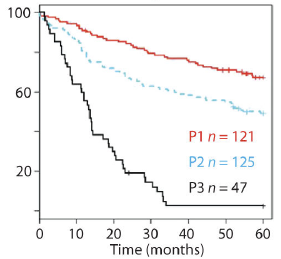 100
60
20
P1 n = 121
P2 n = 125
P3 n = 47
0 10 20 30 40 50 60
Time (months)